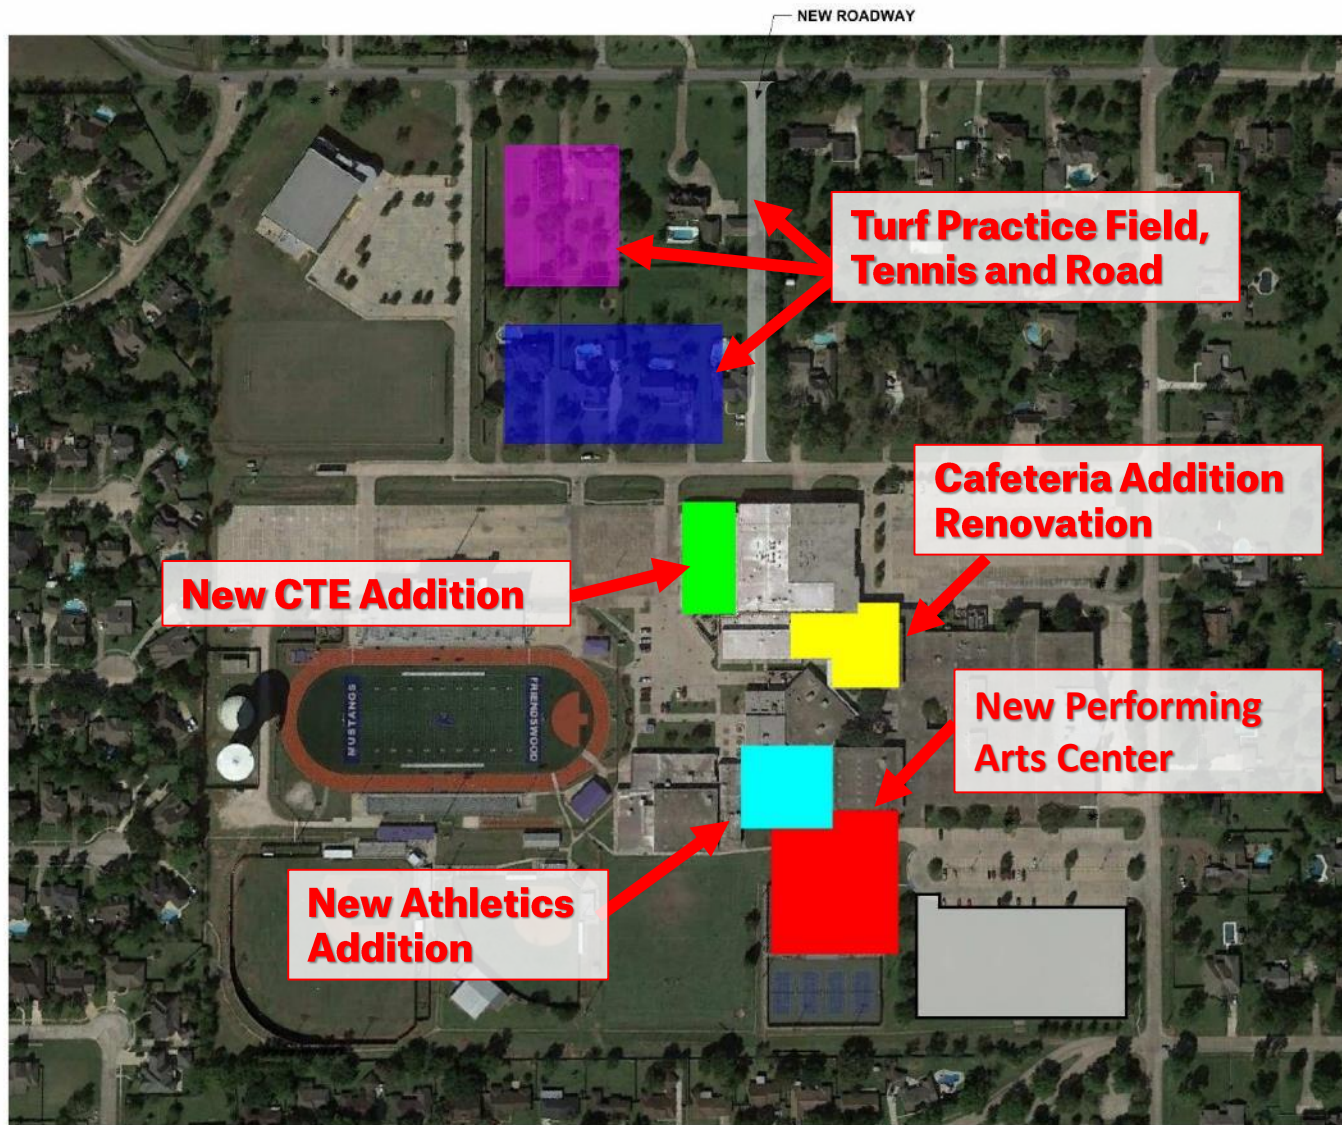 NEW ROADWAY
Turf Practice Field,
Tennis and Road
Cafeteria Addition
Renovation
New CTE Addition
MUSTANGS
FRIENDSWOOD
New Performing
Arts Center
New Athletics
Addition